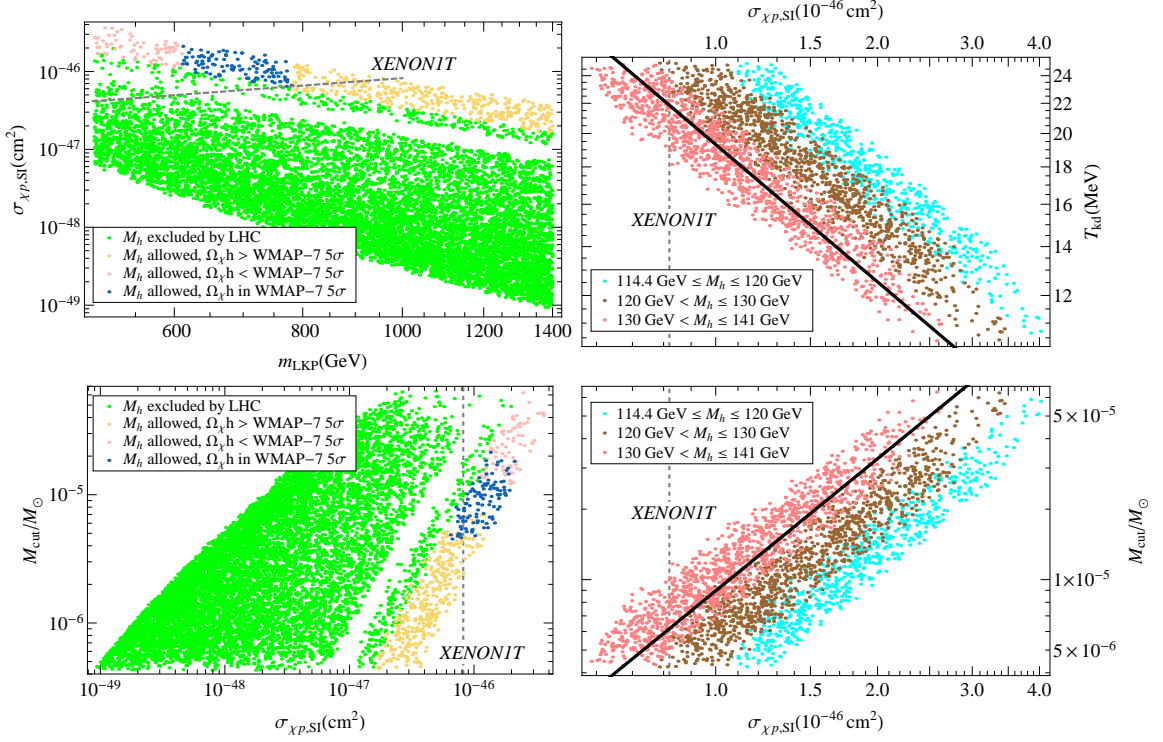 σχp,SI(10⁻⁴⁶ cm²)
1.0 1.5 2.0 3.0 4.0
10⁻⁴⁶
10⁻⁴⁷
10⁻⁴⁸
10⁻⁴⁹
σχp,SI(cm²)
XENON1T
Mh excluded by LHC
Mh allowed, Ωχh > WMAP−7 5σ
Mh allowed, Ωχh < WMAP−7 5σ
Mh allowed, Ωχh in WMAP−7 5σ
600 800 1000 1200 1400
mLKP(GeV)
24
22
20
18
16
14
12
Tkd(MeV)
XENON1T
114.4 GeV ≤ Mh ≤ 120 GeV
120 GeV < Mh ≤ 130 GeV
130 GeV < Mh ≤ 141 GeV
Mh excluded by LHC
Mh allowed, Ωχh > WMAP−7 5σ
Mh allowed, Ωχh < WMAP−7 5σ
Mh allowed, Ωχh in WMAP−7 5σ
10⁻⁵
10⁻⁶
Mcut/M⊙
XENON1T
10⁻⁴⁹ 10⁻⁴⁸ 10⁻⁴⁷ 10⁻⁴⁶
σχp,SI(cm²)
114.4 GeV ≤ Mh ≤ 120 GeV
120 GeV < Mh ≤ 130 GeV
130 GeV < Mh ≤ 141 GeV
XENON1T
5×10⁻⁵
1×10⁻⁵
5×10⁻⁶
Mcut/M⊙
1.0 1.5 2.0 3.0 4.0
σχp,SI(10⁻⁴⁶ cm²)